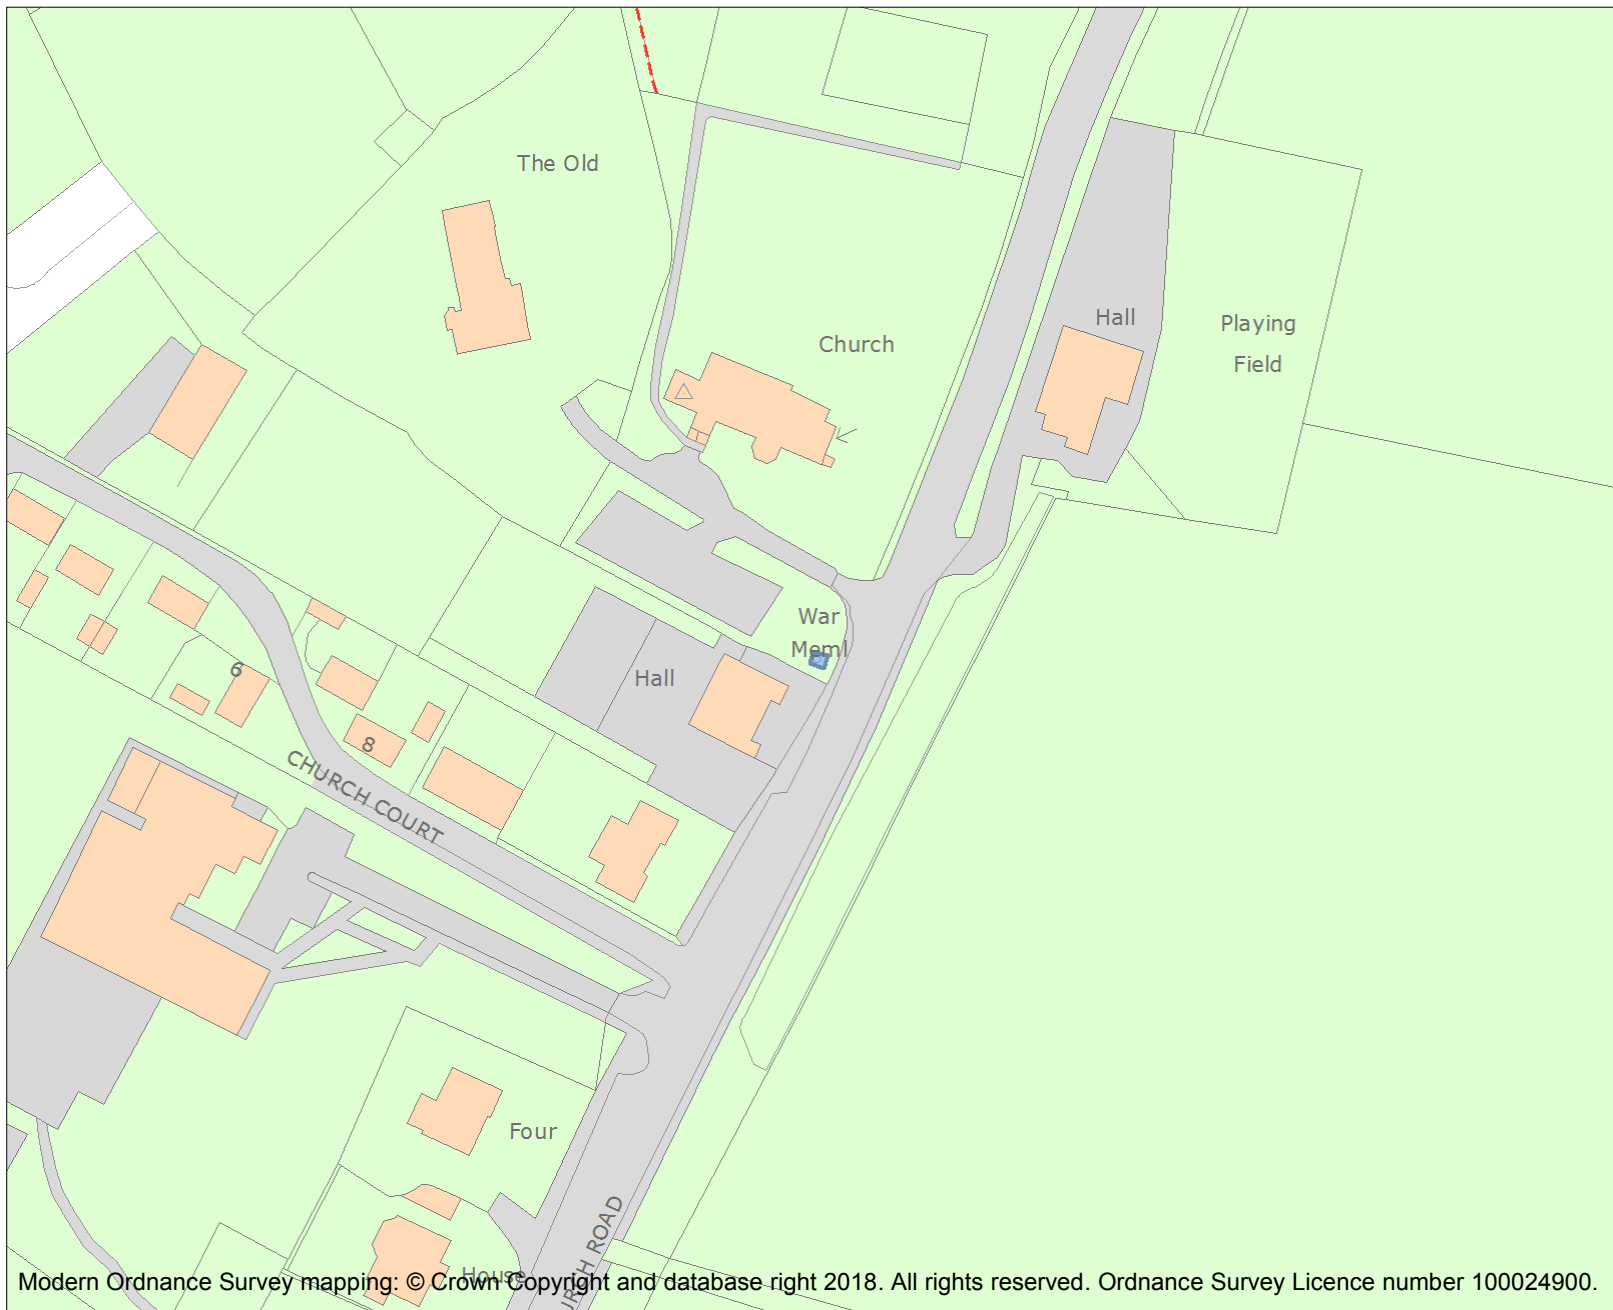 The Old
Hall
Playing
Field
Church
War
Meml
Hall
6
8
CHURCH COURT
Four
CHURCH ROAD
House
Modern Ordnance Survey mapping: © Crown Copyright and database right 2018. All rights reserved. Ordnance Survey Licence number 100024900.